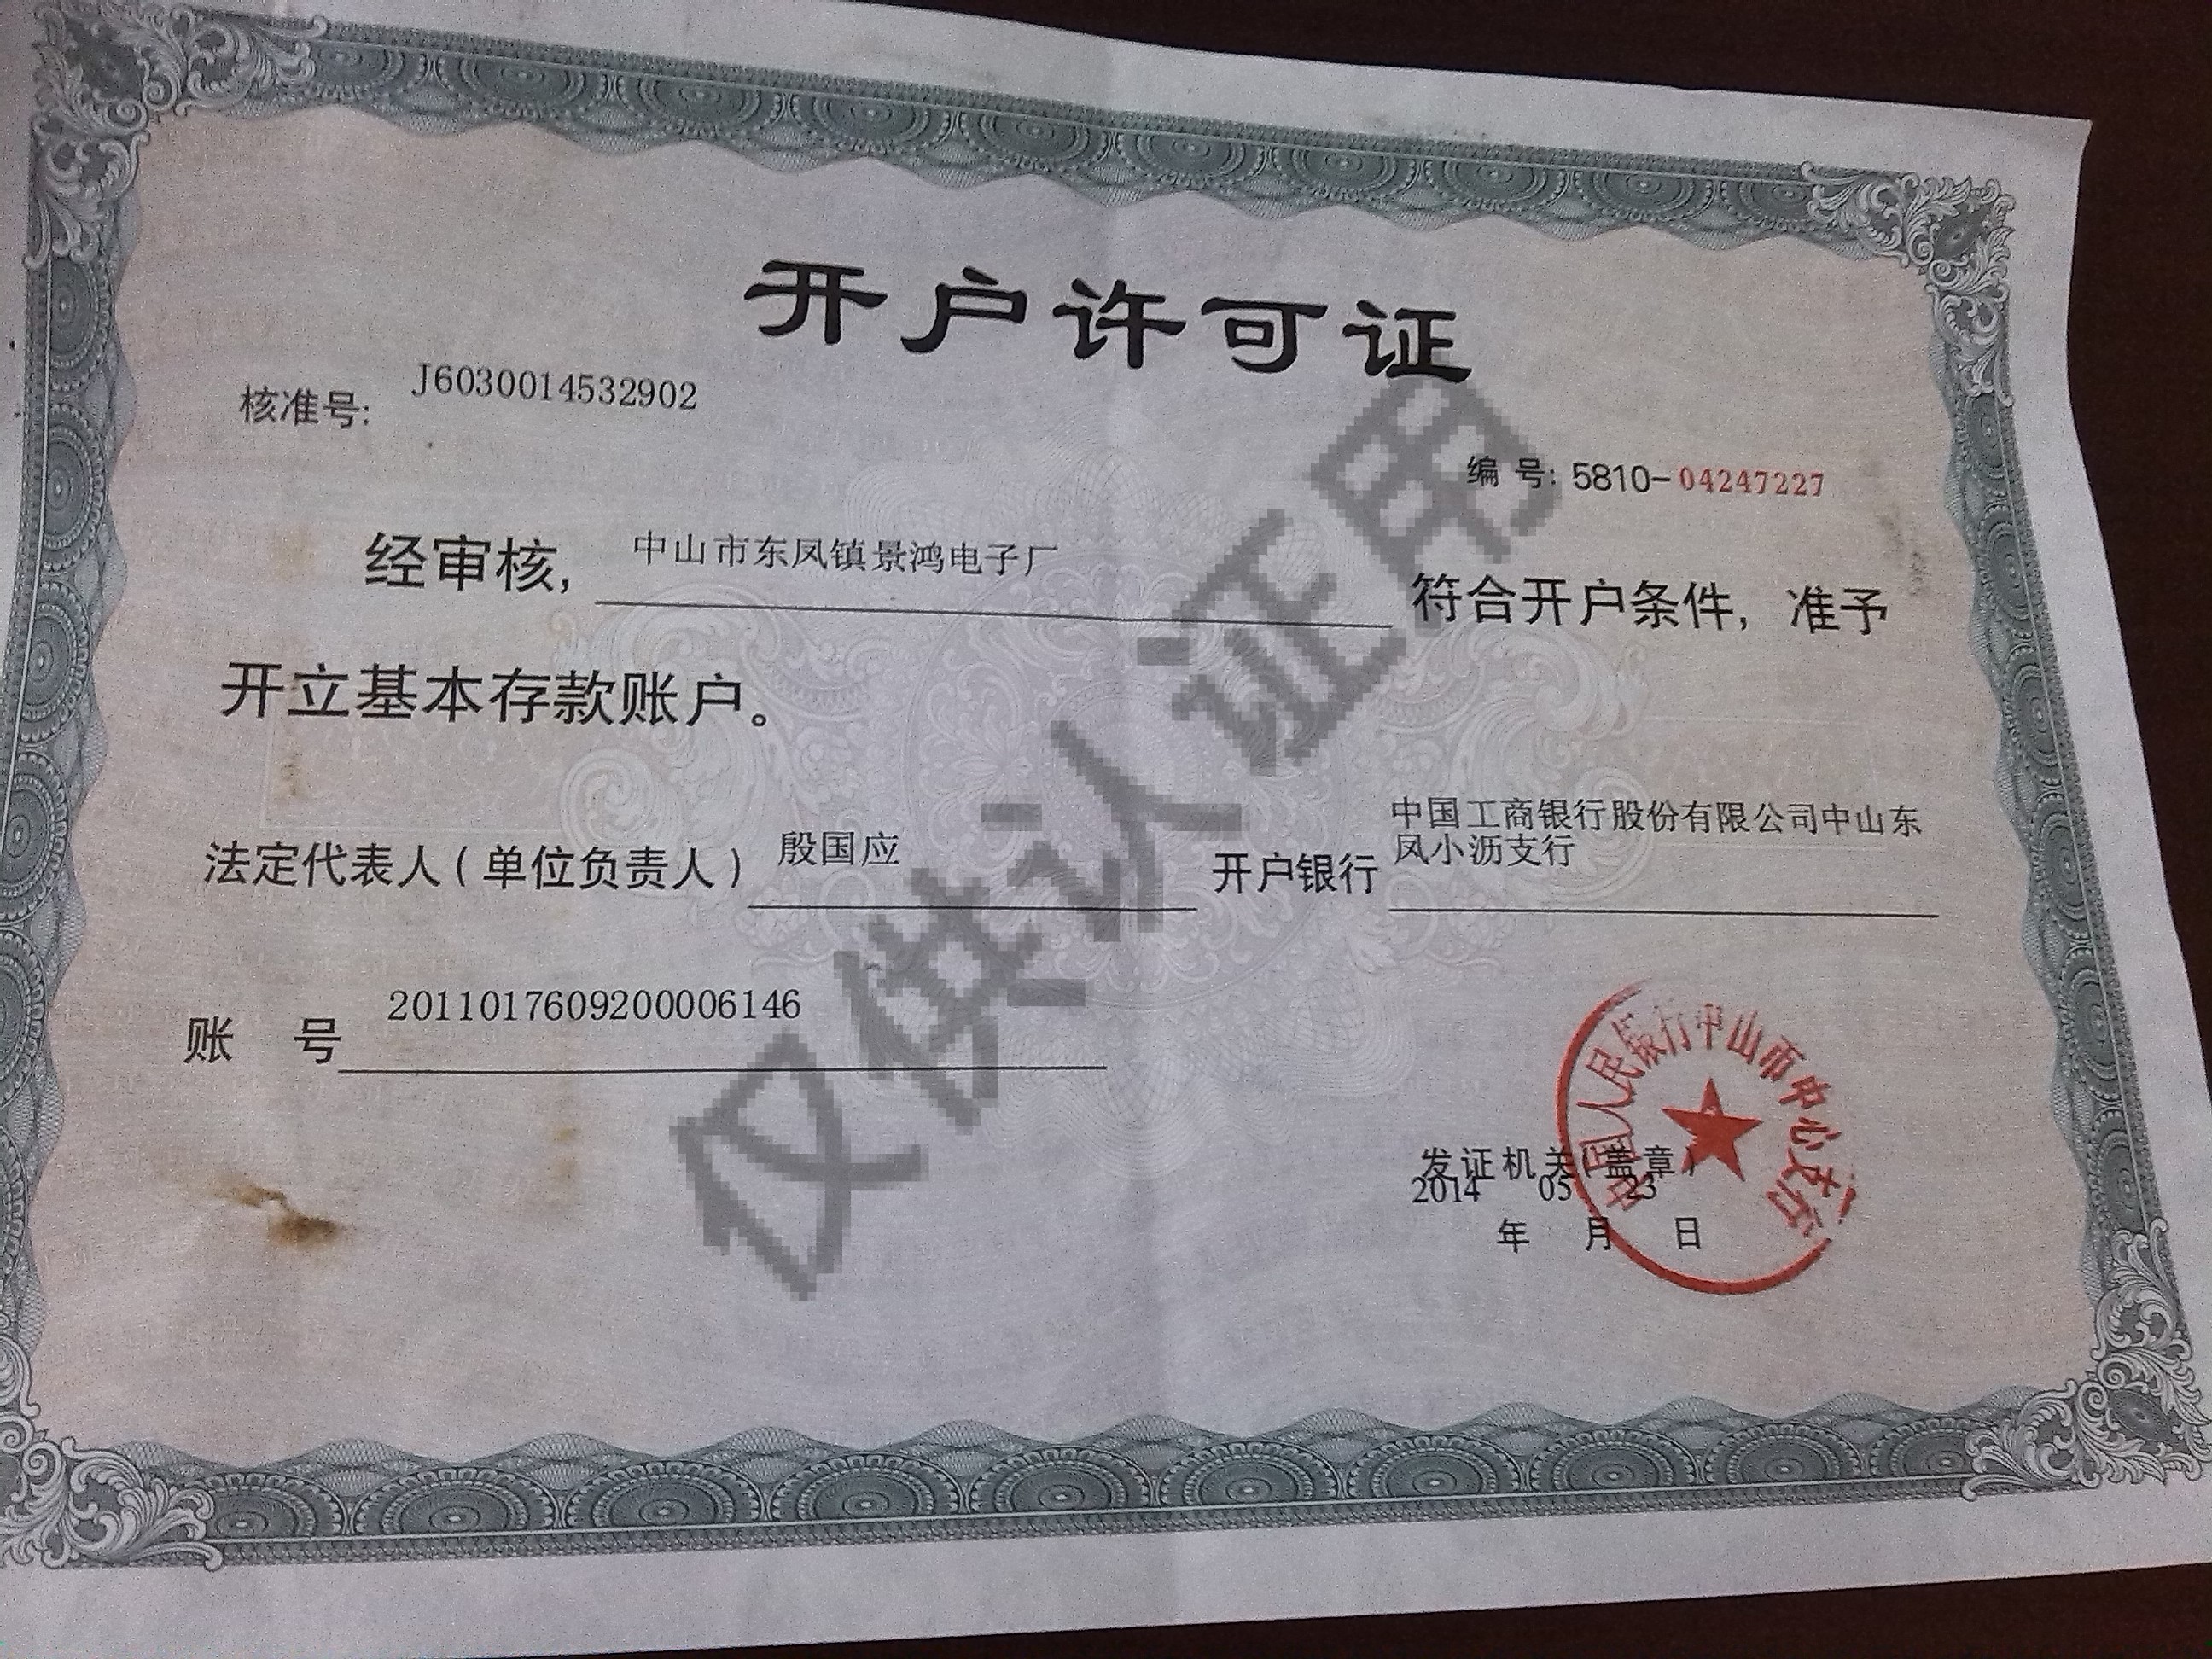 开户许可证
核准号: J6030014532902
编 号: 5810-04247227
经审核, 中山市东凤镇景鸿电子厂 符合开户条件, 准予
开立基本存款账户。
法定代表人(单位负责人) 殷国应 开户银行 中国工商银行股份有限公司中山东
凤小沥支行
账 号 2011017609200006146
发证机关(盖章)
2014 05 23
年 月 日
中国人民银行中山市中心支行
仅供认证用